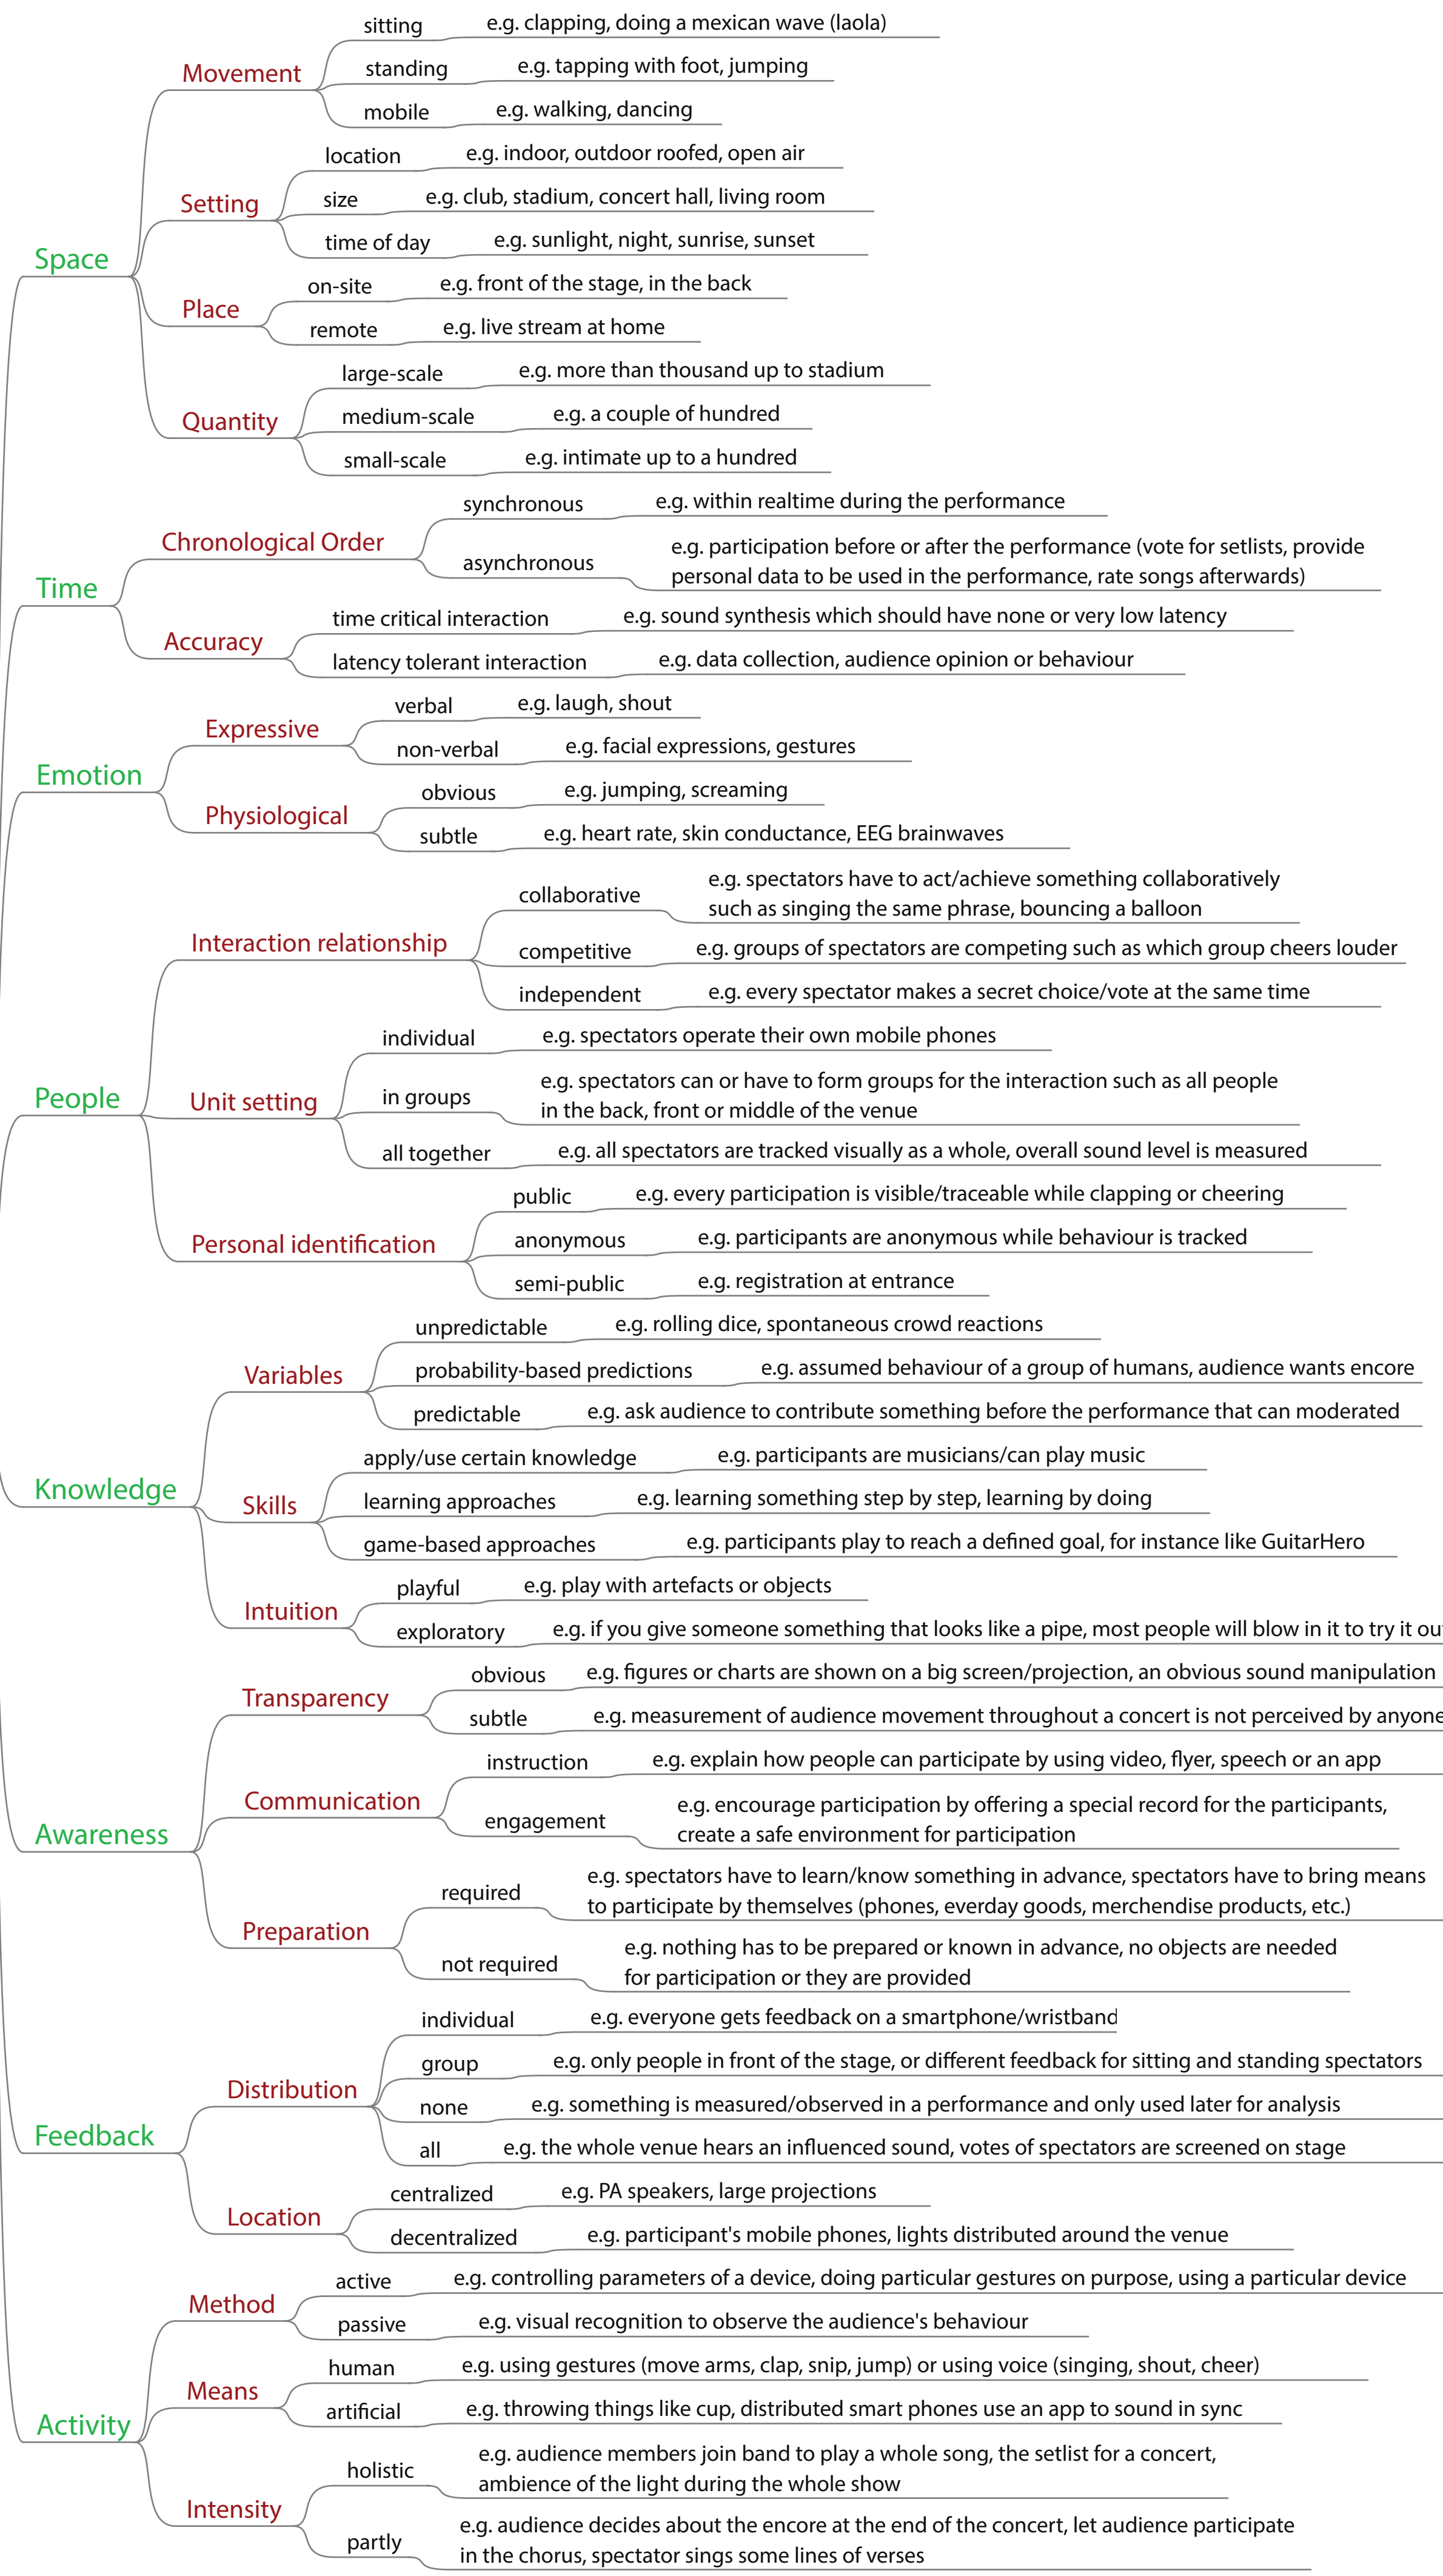 Space
Movement
sitting e.g. clapping, doing a mexican wave (laola)
standing e.g. tapping with foot, jumping
mobile e.g. walking, dancing
Setting
location e.g. indoor, outdoor roofed, open air
size e.g. club, stadium, concert hall, living room
time of day e.g. sunlight, night, sunrise, sunset
Place
on-site e.g. front of the stage, in the back
remote e.g. live stream at home
Quantity
large-scale e.g. more than thousand up to stadium
medium-scale e.g. a couple of hundred
small-scale e.g. intimate up to a hundred
Time
Chronological Order
synchronous e.g. within realtime during the performance
asynchronous e.g. participation before or after the performance (vote for setlists, provide
personal data to be used in the performance, rate songs afterwards)
Accuracy
time critical interaction e.g. sound synthesis which should have none or very low latency
latency tolerant interaction e.g. data collection, audience opinion or behaviour
Emotion
Expressive
verbal e.g. laugh, shout
non-verbal e.g. facial expressions, gestures
Physiological
obvious e.g. jumping, screaming
subtle e.g. heart rate, skin conductance, EEG brainwaves
People
Interaction relationship
collaborative e.g. spectators have to act/achieve something collaboratively
such as singing the same phrase, bouncing a balloon
competitive e.g. groups of spectators are competing such as which group cheers louder
independent e.g. every spectator makes a secret choice/vote at the same time
Unit setting
individual e.g. spectators operate their own mobile phones
in groups e.g. spectators can or have to form groups for the interaction such as all people
in the back, front or middle of the venue
all together e.g. all spectators are tracked visually as a whole, overall sound level is measured
Personal identification
public e.g. every participation is visible/traceable while clapping or cheering
anonymous e.g. participants are anonymous while behaviour is tracked
semi-public e.g. registration at entrance
Knowledge
Variables
unpredictable e.g. rolling dice, spontaneous crowd reactions
probability-based predictions e.g. assumed behaviour of a group of humans, audience wants encore
predictable e.g. ask audience to contribute something before the performance that can moderated
Skills
apply/use certain knowledge e.g. participants are musicians/can play music
learning approaches e.g. learning something step by step, learning by doing
game-based approaches e.g. participants play to reach a defined goal, for instance like GuitarHero
Intuition
playful e.g. play with artefacts or objects
exploratory e.g. if you give someone something that looks like a pipe, most people will blow in it to try it ou
Awareness
Transparency
obvious e.g. figures or charts are shown on a big screen/projection, an obvious sound manipulation
subtle e.g. measurement of audience movement throughout a concert is not perceived by anyone
Communication
instruction e.g. explain how people can participate by using video, flyer, speech or an app
engagement e.g. encourage participation by offering a special record for the participants,
create a safe environment for participation
Preparation
required e.g. spectators have to learn/know something in advance, spectators have to bring means
to participate by themselves (phones, everday goods, merchendise products, etc.)
not required e.g. nothing has to be prepared or known in advance, no objects are needed
for participation or they are provided
Feedback
Distribution
individual e.g. everyone gets feedback on a smartphone/wristband
group e.g. only people in front of the stage, or different feedback for sitting and standing spectators
none e.g. something is measured/observed in a performance and only used later for analysis
all e.g. the whole venue hears an influenced sound, votes of spectators are screened on stage
Location
centralized e.g. PA speakers, large projections
decentralized e.g. participant's mobile phones, lights distributed around the venue
Activity
Method
active e.g. controlling parameters of a device, doing particular gestures on purpose, using a particular device
passive e.g. visual recognition to observe the audience's behaviour
Means
human e.g. using gestures (move arms, clap, snip, jump) or using voice (singing, shout, cheer)
artificial e.g. throwing things like cup, distributed smart phones use an app to sound in sync
Intensity
holistic e.g. audience members join band to play a whole song, the setlist for a concert,
ambience of the light during the whole show
partly e.g. audience decides about the encore at the end of the concert, let audience participate
in the chorus, spectator sings some lines of verses